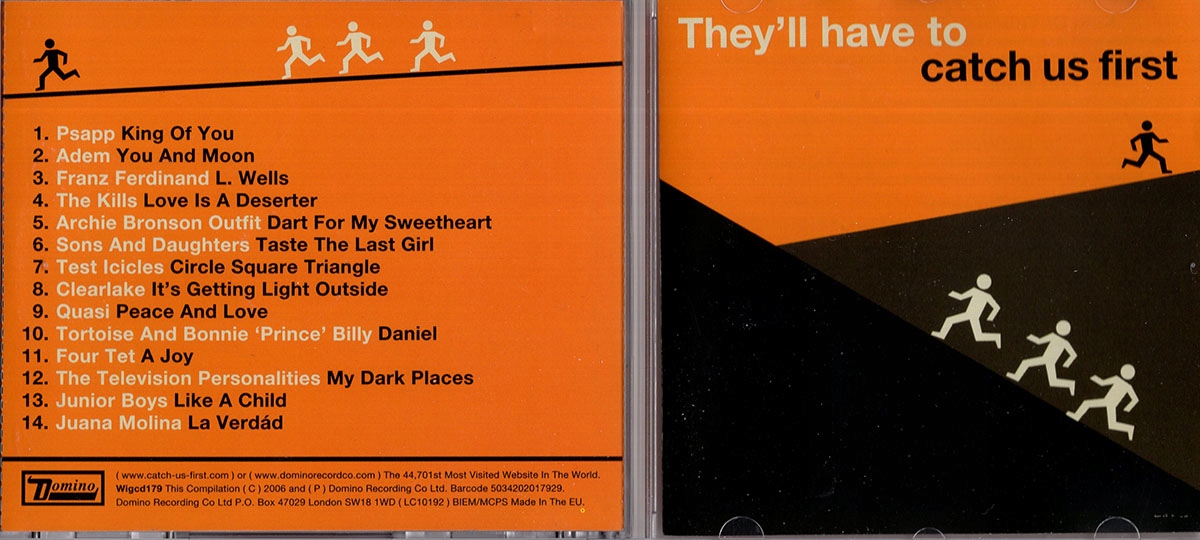 1. Psapp King Of You
2. Adem You And Moon
3. Franz Ferdinand L. Wells
4. The Kills Love Is A Deserter
5. Archie Bronson Outfit Dart For My Sweetheart
6. Sons And Daughters Taste The Last Girl
7. Test Icicles Circle Square Triangle
8. Clearlake It's Getting Light Outside
9. Quasi Peace And Love
10. Tortoise And Bonnie 'Prince' Billy Daniel
11. Four Tet A Joy
12. The Television Personalities My Dark Places
13. Junior Boys Like A Child
14. Juana Molina La Verdád
Domino
( www.catch-us-first.com ) or ( www.dominorecordco.com ) The 44,701st Most Visited Website In The World.
Wigcd179 This Compilation ( C ) 2006 and ( P ) Domino Recording Co Ltd. Barcode 5034202017929.
Domino Recording Co Ltd P.O. Box 47029 London SW18 1WD ( LC10192 ) BIEM/MCPS Made In The EU.
They'll have to
catch us first